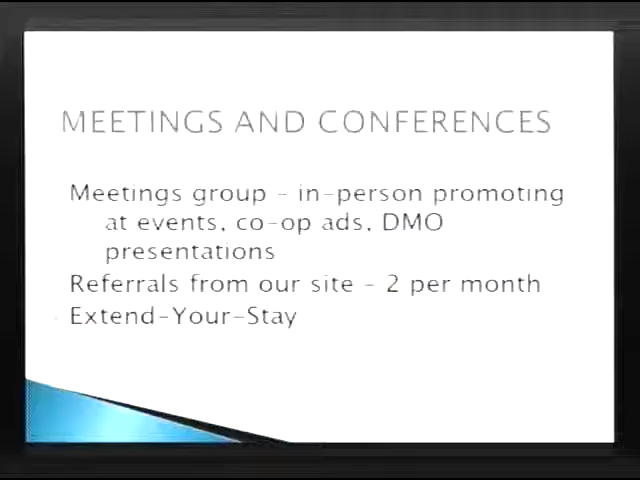 MEETINGS AND CONFERENCES
Meetings group – in-person promoting
at events, co-op ads, DMO
presentations
Referrals from our site – 2 per month
Extend-Your-Stay